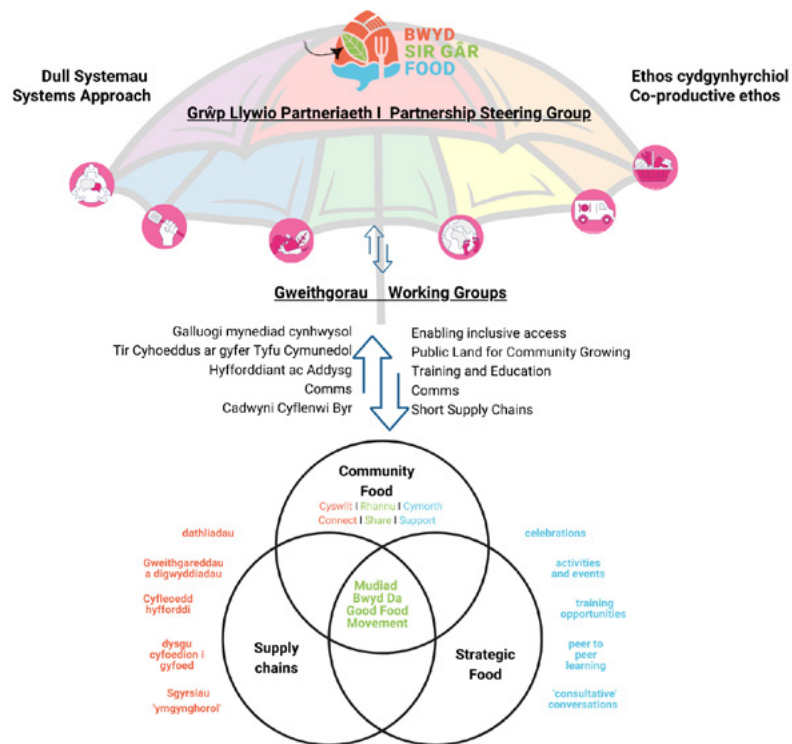 BWYD
SIR GÂR
FOOD
Dull Systemau
Systems Approach
Ethos cydgynhyrchiol
Co-productive ethos
Grŵp Llywio Partneriaeth I Partnership Steering Group
Gweithgorau Working Groups
Galluogi mynediad cynhwysol
Tir Cyhoeddus ar gyfer Tyfu Cymunedol
Hyfforddiant ac Addysg
Comms
Cadwyni Cyflenwi Byr
Enabling inclusive access
Public Land for Community Growing
Training and Education
Comms
Short Supply Chains
Community
Food
Cyswllt I Rhannu I Cymorth
Connect I Share I Support
dathliadau
Gweithgareddau
a digwyddiadau
Cyfleoedd
hyfforddi
dysgu
cyfoedion i
gyfoed
Sgyrsiau
'ymgynghorol'
Mudiad
Bwyd Da
Good Food
Movement
Supply
chains
Strategic
Food
celebrations
activities
and events
training
opportunities
peer to
peer
learning
'consultative'
conversations